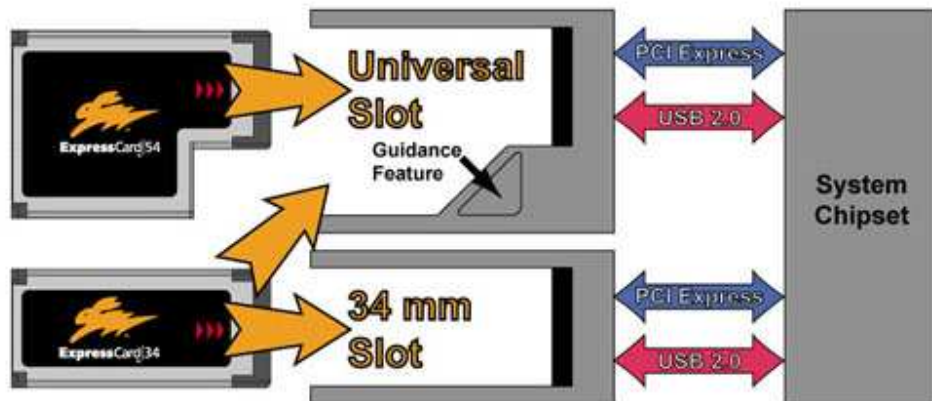 ExpressCard|54
Universal
Slot
Guidance
Feature
PCI Express
USB 2.0
System
Chipset
ExpressCard|34
34 mm
Slot
PCI Express
USB 2.0